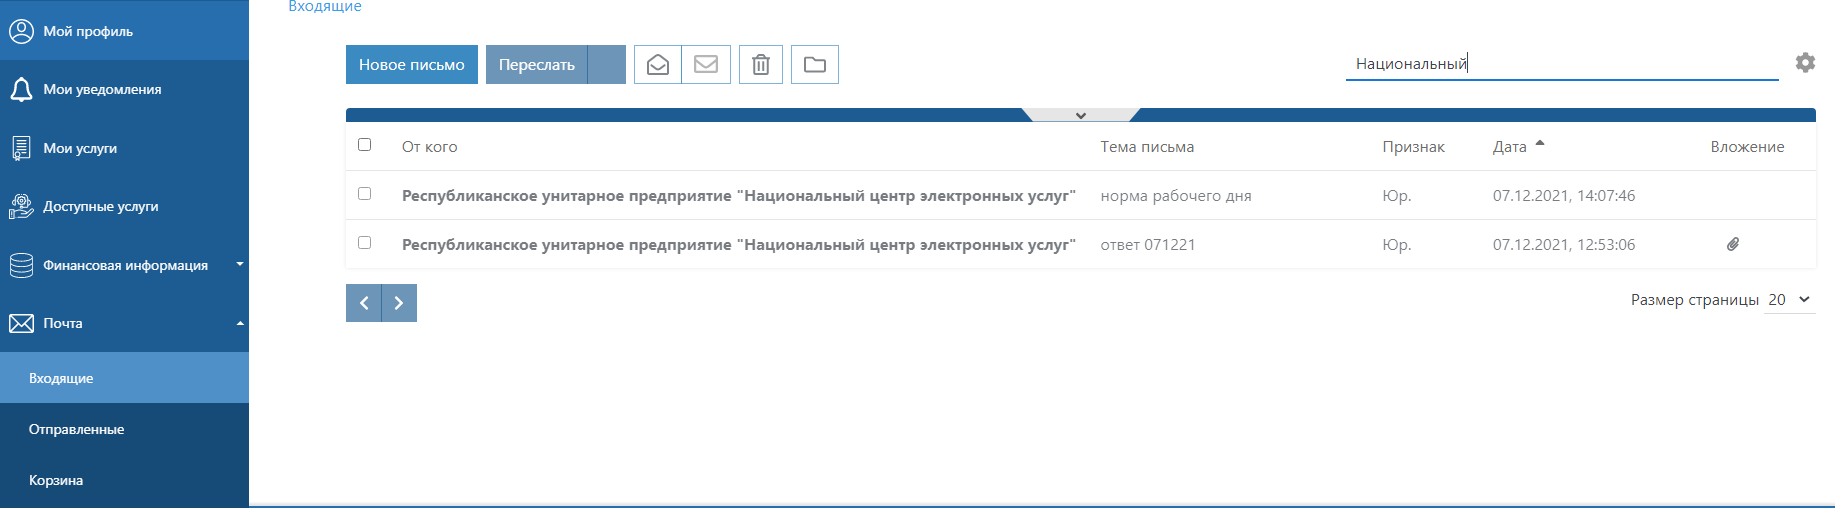 Мой профиль
Мои уведомления
Мои услуги
Доступные услуги
Финансовая информация
Почта
Входящие
Отправленные
Корзина
Входящие
Новое письмо Переслать Национальный
От кого Тема письма Признак Дата Вложение
Республиканское унитарное предприятие "Национальный центр электронных услуг" норма рабочего дня Юр. 07.12.2021, 14:07:46
Республиканское унитарное предприятие "Национальный центр электронных услуг" ответ 071221 Юр. 07.12.2021, 12:53:06
Размер страницы 20